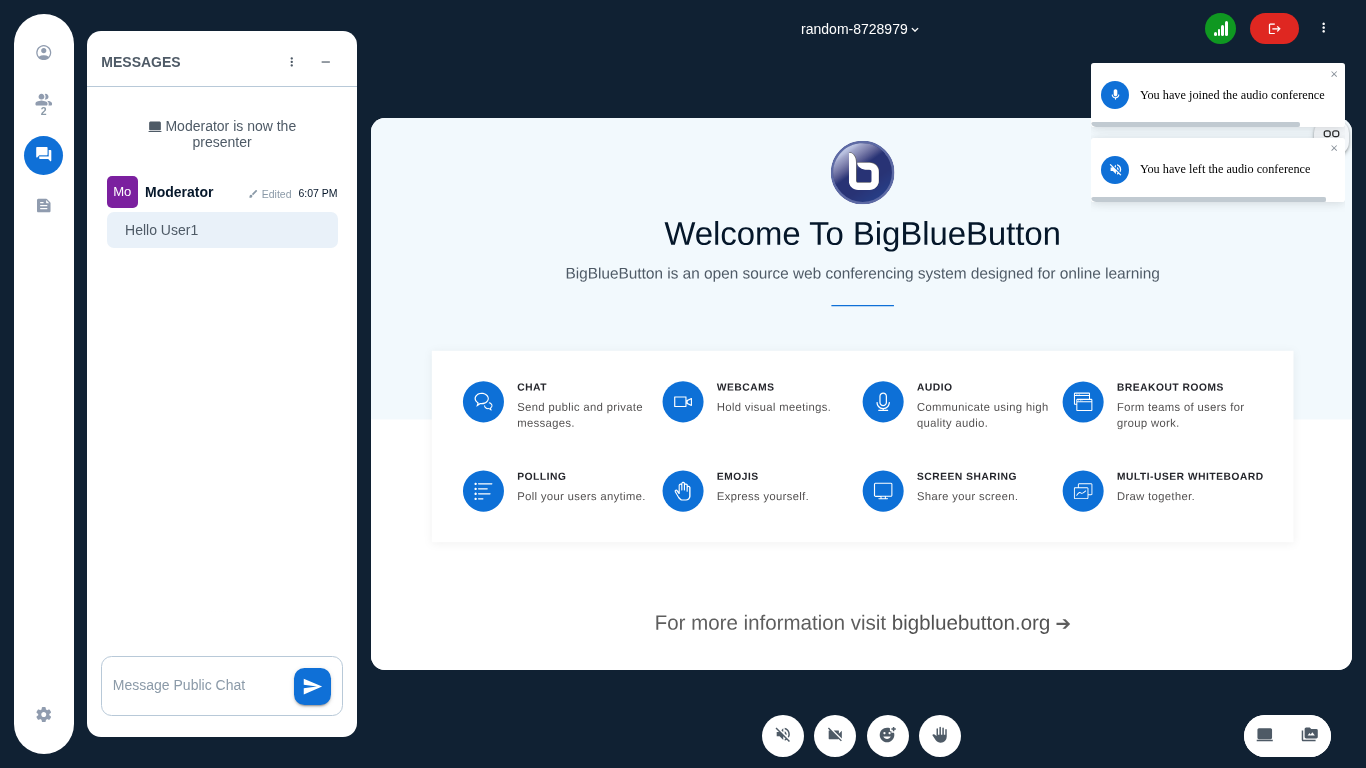 random-8728979
MESSAGES
2
Moderator is now the
presenter
Mo
Moderator
Edited
6:07 PM
Hello User1
Message Public Chat
You have joined the audio conference
You have left the audio conference
Welcome To BigBlueButton
BigBlueButton is an open source web conferencing system designed for online learning
CHAT
Send public and private
messages.
WEBCAMS
Hold visual meetings.
AUDIO
Communicate using high
quality audio.
BREAKOUT ROOMS
Form teams of users for
group work.
POLLING
Poll your users anytime.
EMOJIS
Express yourself.
SCREEN SHARING
Share your screen.
MULTI-USER WHITEBOARD
Draw together.
For more information visit bigbluebutton.org ➔